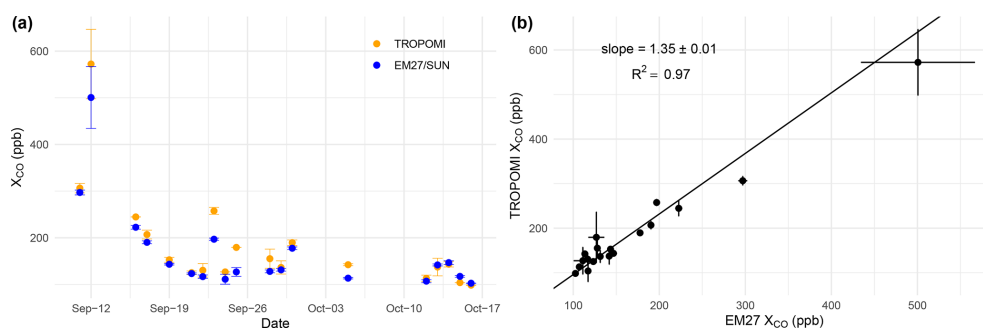 (a)
X_CO (ppb)
600
400
200
TROPOMI
EM27/SUN
Sep−12 Sep−19 Sep−26 Oct−03 Oct−10 Oct−17
Date
(b)
TROPOMI X_CO (ppb)
600
400
200
slope = 1.35 ± 0.01
R² = 0.97
100 200 300 400 500
EM27 X_CO (ppb)